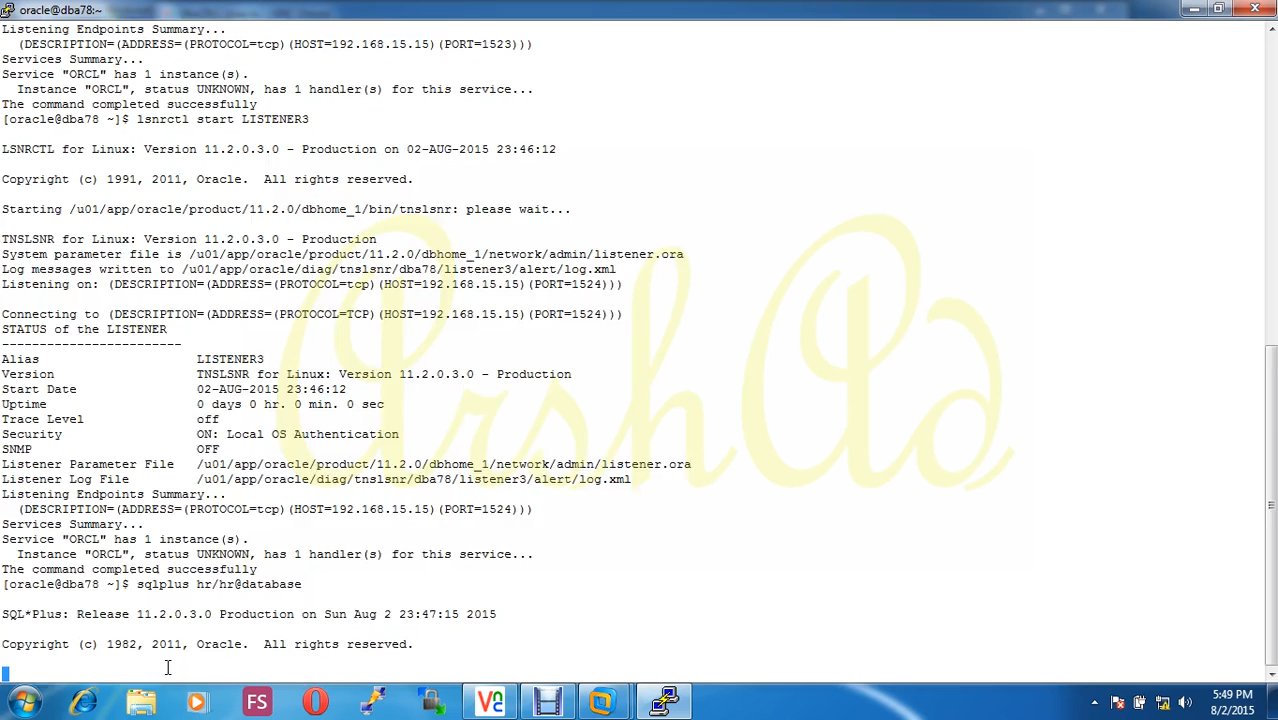 oracle@dba78:~
Listening Endpoints Summary...
(DESCRIPTION=(ADDRESS=(PROTOCOL=tcp)(HOST=192.168.15.15)(PORT=1523)))
Services Summary...
Service "ORCL" has 1 instance(s).
Instance "ORCL", status UNKNOWN, has 1 handler(s) for this service...
The command completed successfully
[oracle@dba78 ~]$ lsnrctl start LISTENER3
LSNRCTL for Linux: Version 11.2.0.3.0 - Production on 02-AUG-2015 23:46:12
Copyright (c) 1991, 2011, Oracle.  All rights reserved.
Starting /u01/app/oracle/product/11.2.0/dbhome_1/bin/tnslsnr: please wait...
TNSLSNR for Linux: Version 11.2.0.3.0 - Production
System parameter file is /u01/app/oracle/product/11.2.0/dbhome_1/network/admin/listener.ora
Log messages written to /u01/app/oracle/diag/tnslsnr/dba78/listener3/alert/log.xml
Listening on: (DESCRIPTION=(ADDRESS=(PROTOCOL=tcp)(HOST=192.168.15.15)(PORT=1524)))
Connecting to (DESCRIPTION=(ADDRESS=(PROTOCOL=TCP)(HOST=192.168.15.15)(PORT=1524)))
STATUS of the LISTENER
------------------------
Alias                     LISTENER3
Version                   TNSLSNR for Linux: Version 11.2.0.3.0 - Production
Start Date                02-AUG-2015 23:46:12
Uptime                    0 days 0 hr. 0 min. 0 sec
Trace Level               off
Security                  ON: Local OS Authentication
SNMP                      OFF
Listener Parameter File   /u01/app/oracle/product/11.2.0/dbhome_1/network/admin/listener.ora
Listener Log File         /u01/app/oracle/diag/tnslsnr/dba78/listener3/alert/log.xml
Listening Endpoints Summary...
(DESCRIPTION=(ADDRESS=(PROTOCOL=tcp)(HOST=192.168.15.15)(PORT=1524)))
Services Summary...
Service "ORCL" has 1 instance(s).
Instance "ORCL", status UNKNOWN, has 1 handler(s) for this service...
The command completed successfully
[oracle@dba78 ~]$ sqlplus hr/hr@database
SQL*Plus: Release 11.2.0.3.0 Production on Sun Aug 2 23:47:15 2015
Copyright (c) 1982, 2011, Oracle.  All rights reserved.
ArshAd
FS
5:49 PM
8/2/2015